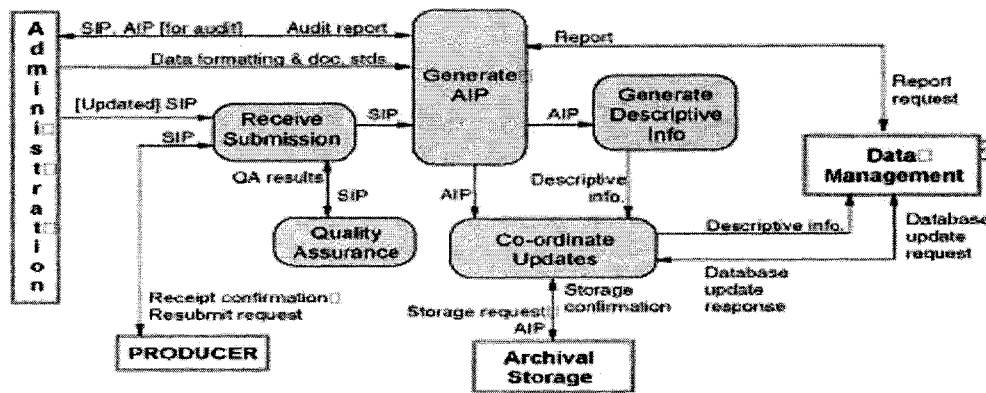 Administration
SIP, AIP [for audit]
Audit report
Data formatting & doc. stds.
[Updated] SIP
SIP
Receive
Submission
SIP
Generate
AIP
AIP
Generate
Descriptive
Info
Report
Report
request
Data
Management
QA results
SIP
Quality
Assurance
AIP
Descriptive
info.
Co-ordinate
Updates
Descriptive info.
Database
update
request
Database
update
response
Receipt confirmation
Resubmit request
PRODUCER
Storage request
AIP
Storage
confirmation
Archival
Storage